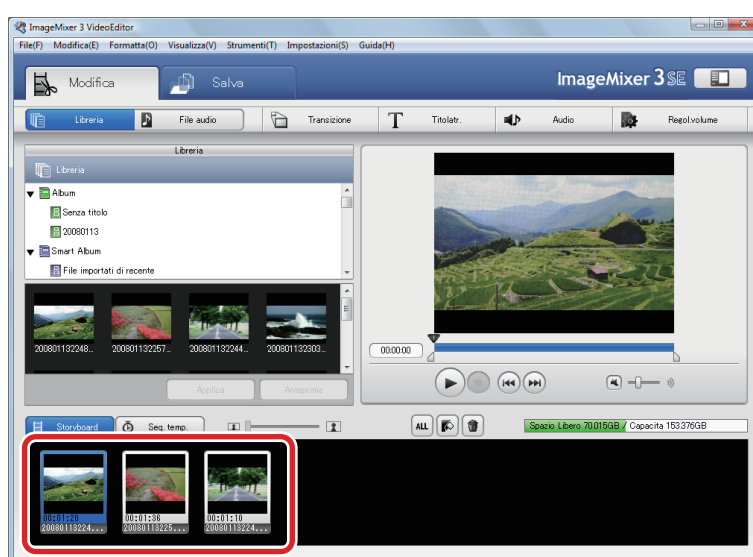 ImageMixer 3 VideoEditor
File(F) Modifica(E) Formatta(O) Visualizza(V) Strumenti(T) Impostazioni(S) Guida(H)
Modifica Salva ImageMixer 3 SE
Libreria File audio Transizione T Titolatr. Audio Regol.volume
Libreria
Libreria
Album
Senza titolo
20080113
Smart Album
File importati di recente
200801132248... 200801132257... 200801132244... 200801132303...
00:00:00
Applica Anteprima
Storyboard Seq. temp. ALL Spazio Libero 70.015GB / Capacita 153.376GB
00:01:20 00:01:36 00:01:10
20080113224... 20080113225... 20080113224...